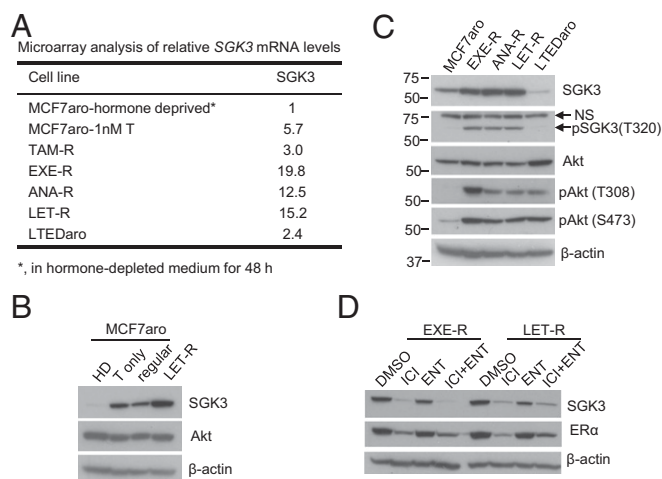 A
Microarray analysis of relative SGK3 mRNA levels
Cell line SGK3
MCF7aro-hormone deprived* 1
MCF7aro-1nM T 5.7
TAM-R 3.0
EXE-R 19.8
ANA-R 12.5
LET-R 15.2
LTEDaro 2.4
*, in hormone-depleted medium for 48 h
B
MCF7aro
HD T only regular LET-R
SGK3
Akt
β-actin
C
MCF7aro EXE-R ANA-R LET-R LTEDaro
75
50
SGK3
75
50
NS
pSGK3(T320)
50
Akt
50
pAkt (T308)
50
pAkt (S473)
37
β-actin
D
EXE-R LET-R
DMSO ICI ENT ICI+ENT DMSO ICI ENT ICI+ENT
SGK3
ERα
β-actin